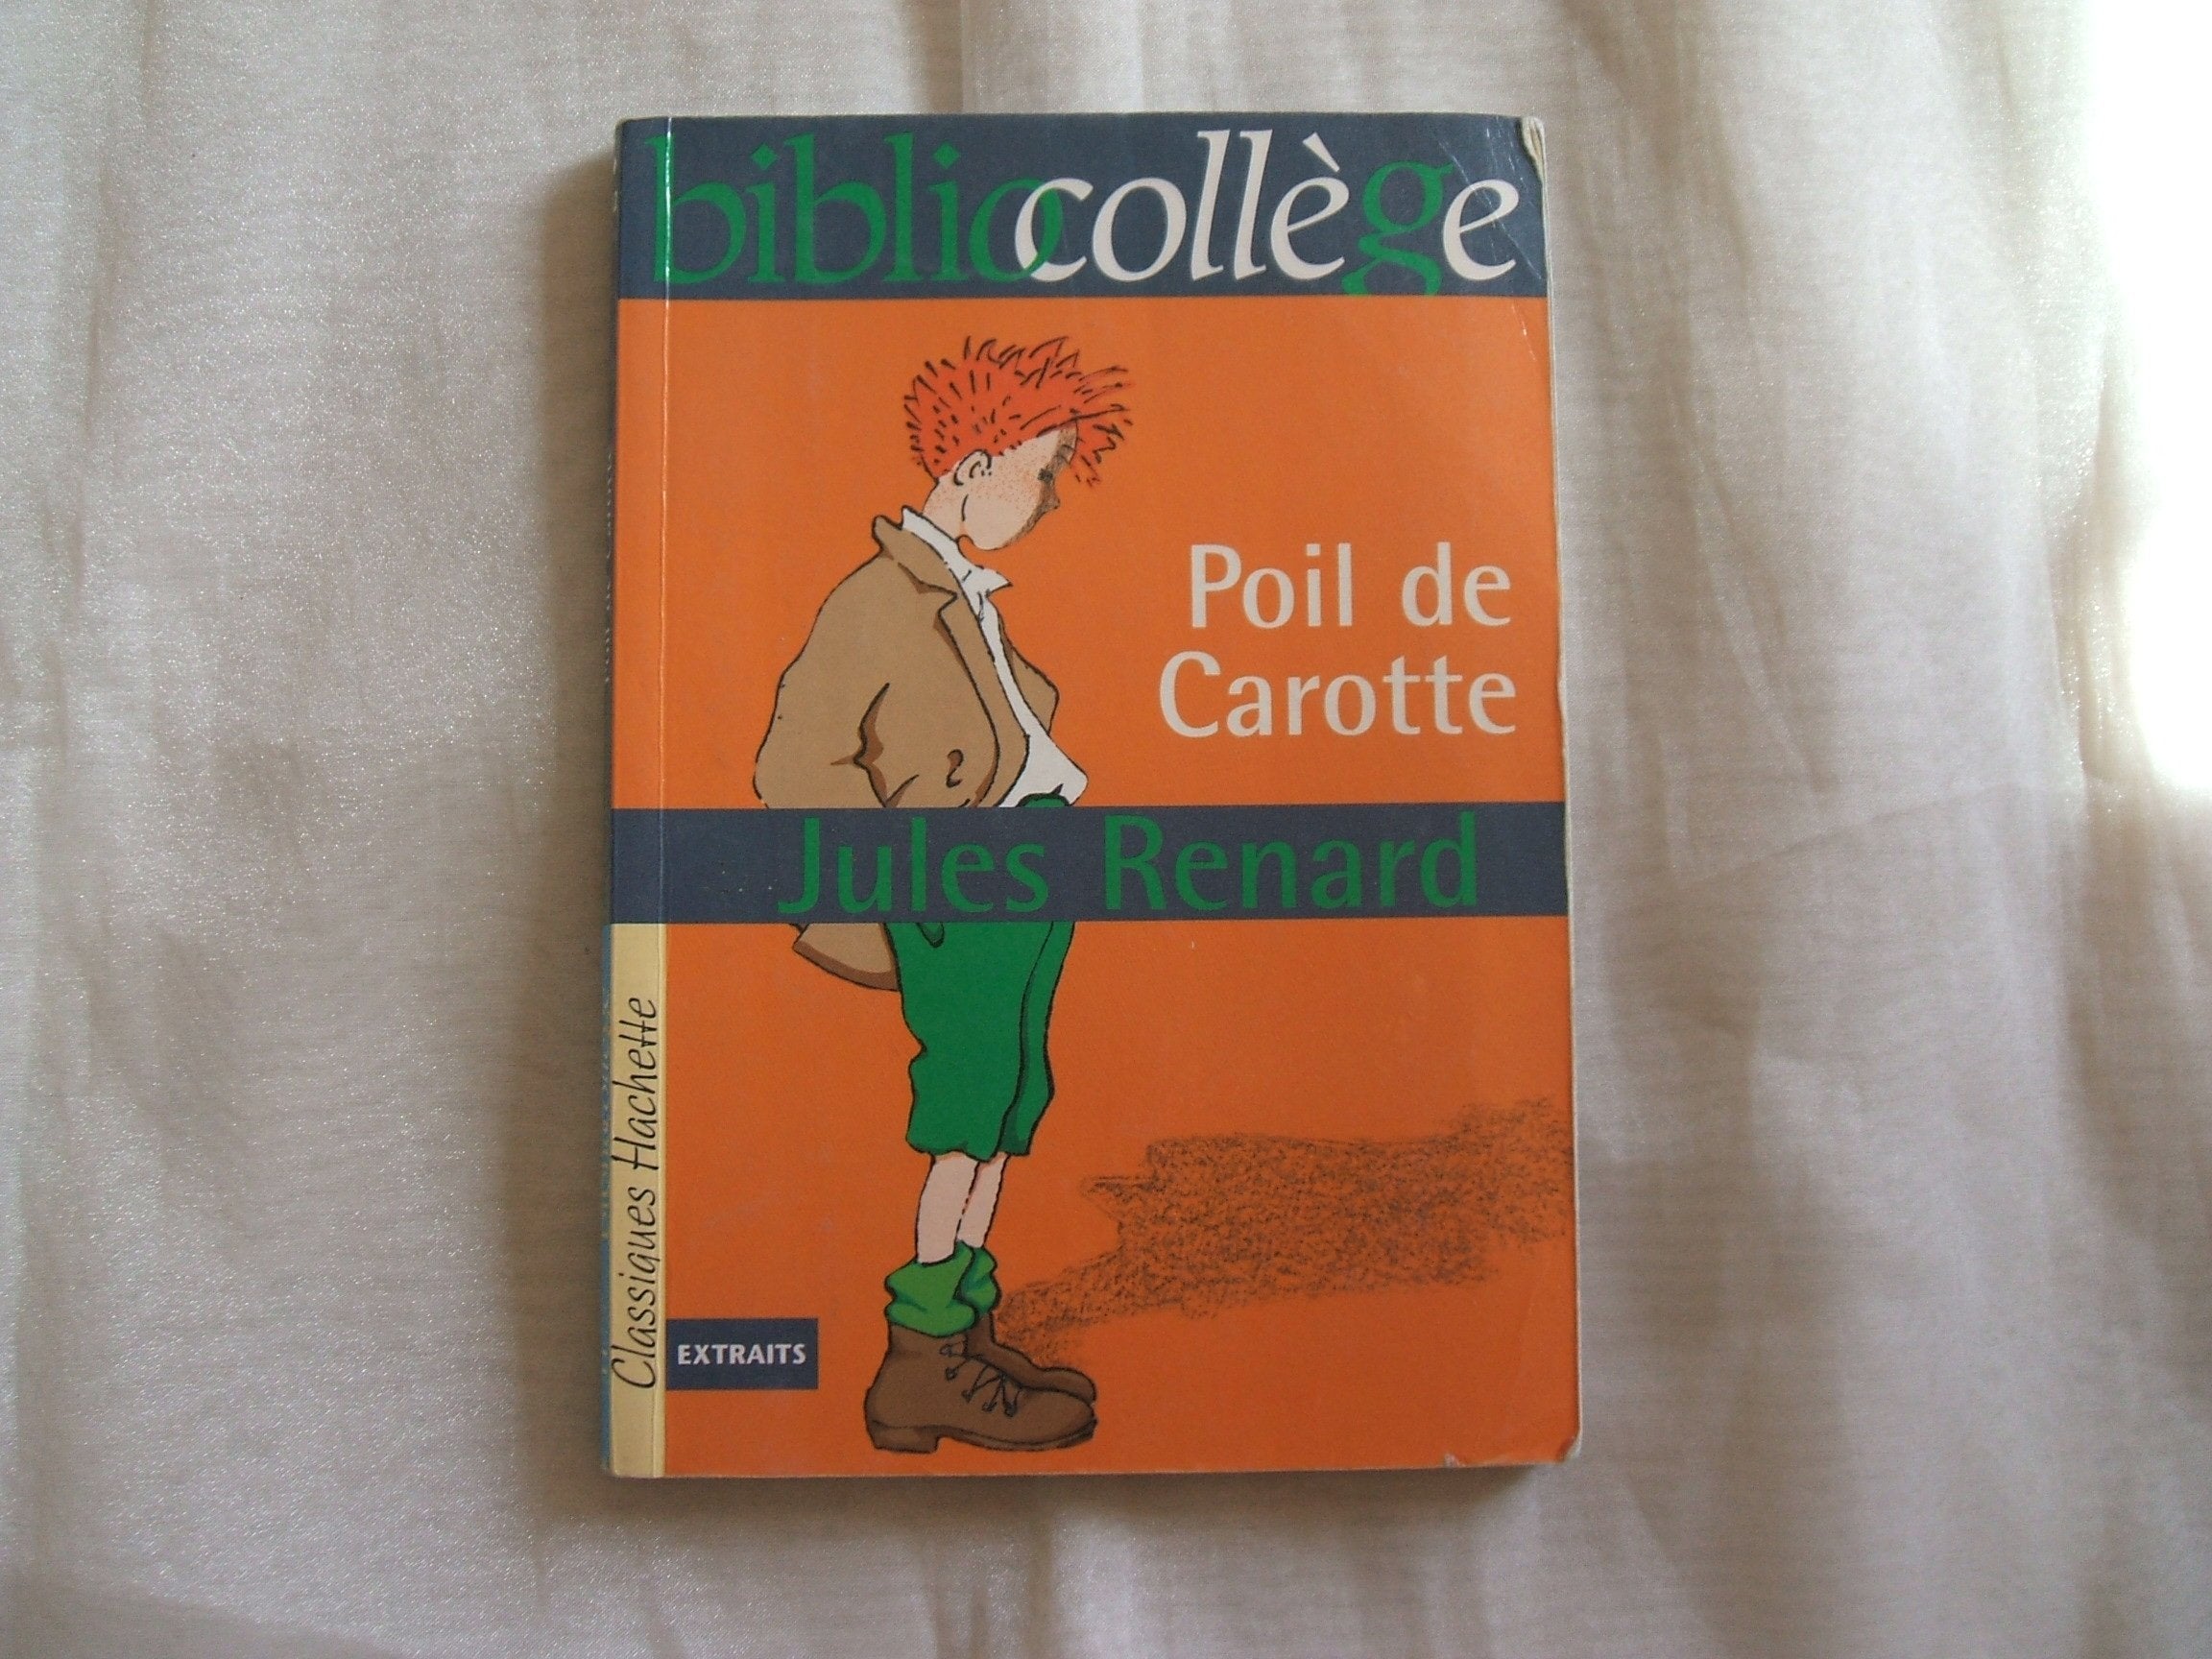 bibliocollège
Poil de
Carotte
Jules Renard
Classiques Hachette
EXTRAITS